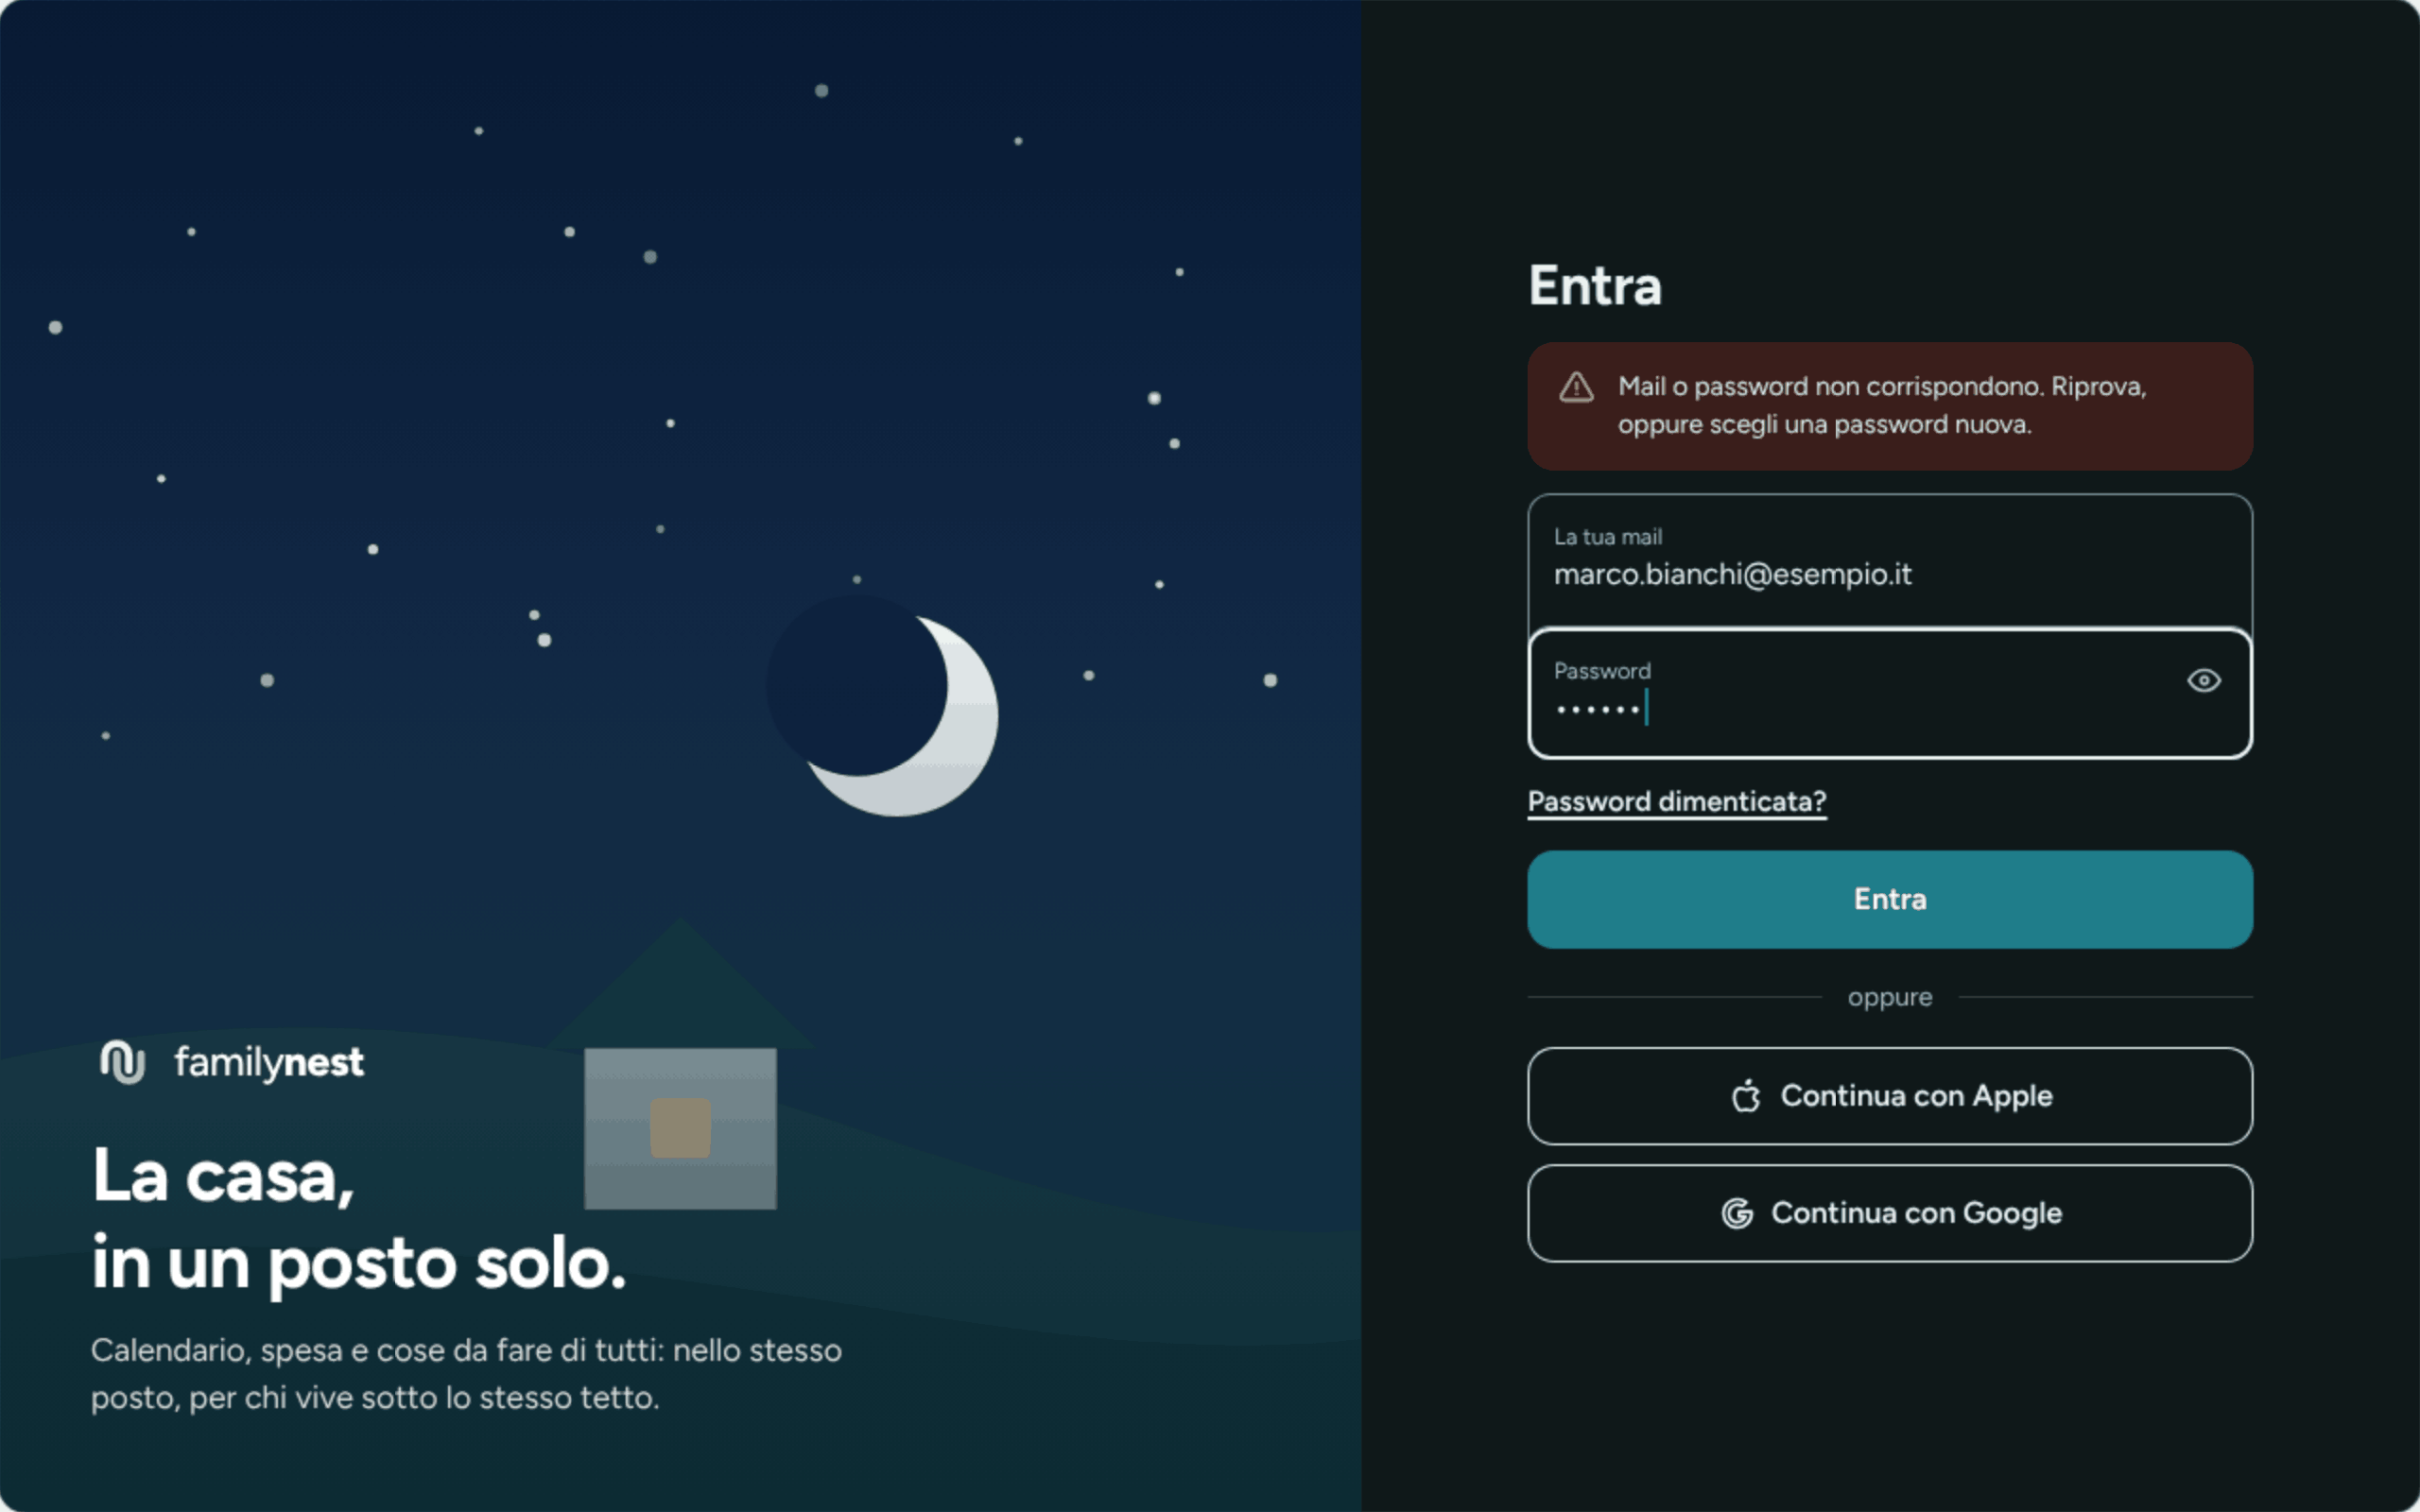 familynest
La casa,
in un posto solo.
Calendario, spesa e cose da fare di tutti: nello stesso
posto, per chi vive sotto lo stesso tetto.
Entra
Mail o password non corrispondono. Riprova,
oppure scegli una password nuova.
La tua mail
marco.bianchi@esempio.it
Password
••••••
Password dimenticata?
Entra
oppure
Continua con Apple
Continua con Google